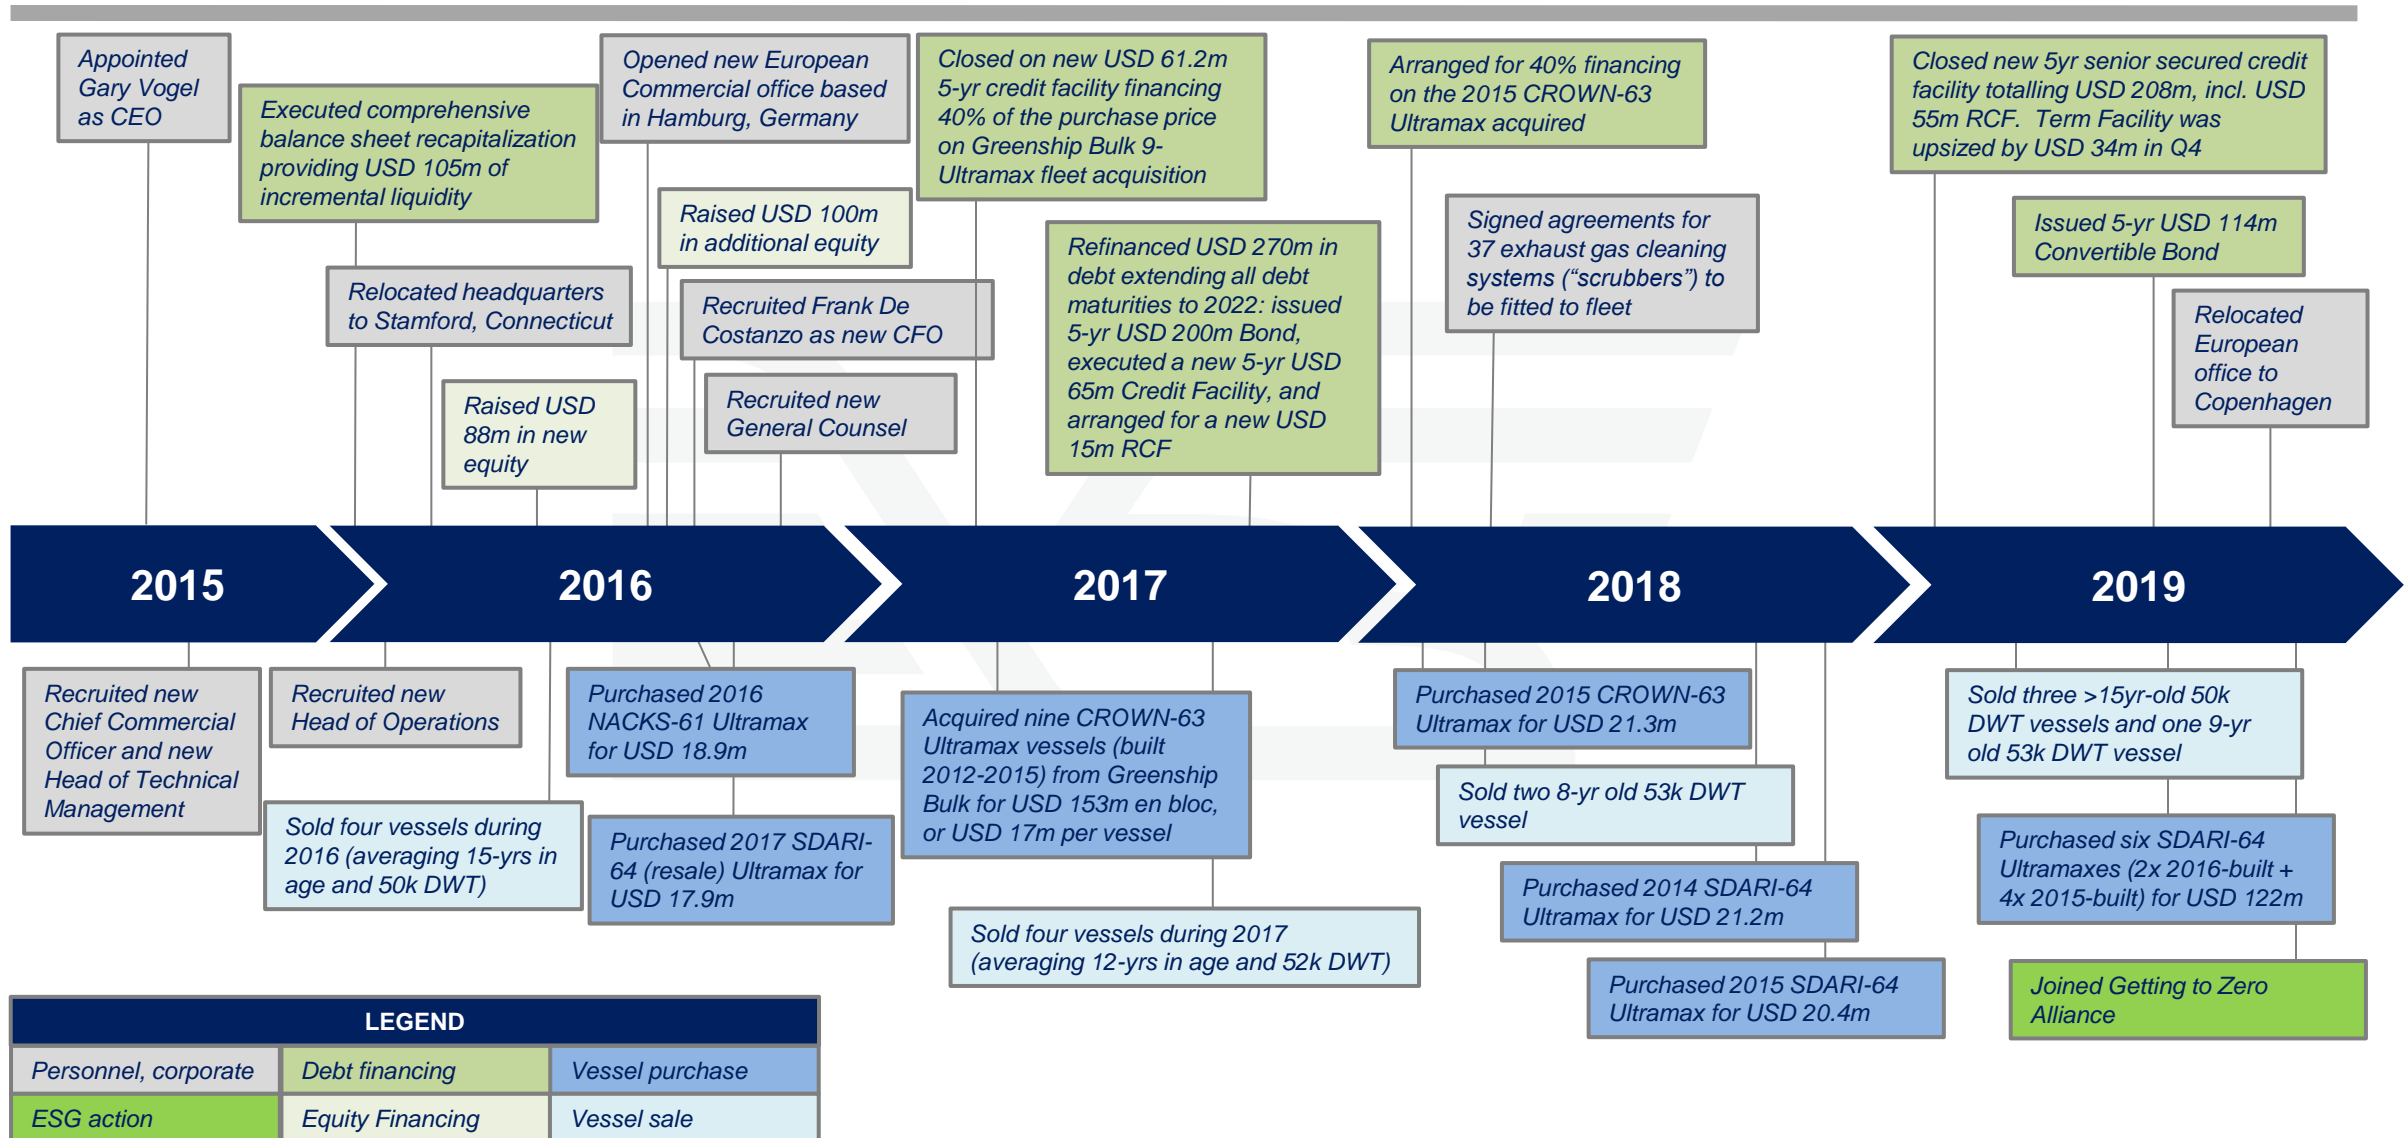 Appointed
Gary Vogel
as CEO
Executed comprehensive
balance sheet recapitalization
providing USD 105m of
incremental liquidity
Relocated headquarters
to Stamford, Connecticut
Raised USD
88m in new
equity
Opened new European
Commercial office based
in Hamburg, Germany
Raised USD 100m
in additional equity
Recruited Frank De
Costanzo as new CFO
Recruited new
General Counsel
Closed on new USD 61.2m
5-yr credit facility financing
40% of the purchase price
on Greenship Bulk 9-
Ultramax fleet acquisition
Refinanced USD 270m in
debt extending all debt
maturities to 2022: issued
5-yr USD 200m Bond,
executed a new 5-yr USD
65m Credit Facility, and
arranged for a new USD
15m RCF
Arranged for 40% financing
on the 2015 CROWN-63
Ultramax acquired
Signed agreements for
37 exhaust gas cleaning
systems (“scrubbers”) to
be fitted to fleet
Closed new 5yr senior secured credit
facility totalling USD 208m, incl. USD
55m RCF.  Term Facility was
upsized by USD 34m in Q4
Issued 5-yr USD 114m
Convertible Bond
Relocated
European
office to
Copenhagen
2015
2016
2017
2018
2019
Recruited new
Chief Commercial
Officer and new
Head of Technical
Management
Recruited new
Head of Operations
Sold four vessels during
2016 (averaging 15-yrs in
age and 50k DWT)
Purchased 2016
NACKS-61 Ultramax
for USD 18.9m
Purchased 2017 SDARI-
64 (resale) Ultramax for
USD 17.9m
Acquired nine CROWN-63
Ultramax vessels (built
2012-2015) from Greenship
Bulk for USD 153m en bloc,
or USD 17m per vessel
Sold four vessels during 2017
(averaging 12-yrs in age and 52k DWT)
Purchased 2015 CROWN-63
Ultramax for USD 21.3m
Sold two 8-yr old 53k DWT
vessel
Purchased 2014 SDARI-64
Ultramax for USD 21.2m
Purchased 2015 SDARI-64
Ultramax for USD 20.4m
Sold three >15yr-old 50k
DWT vessels and one 9-yr
old 53k DWT vessel
Purchased six SDARI-64
Ultramaxes (2x 2016-built +
4x 2015-built) for USD 122m
Joined Getting to Zero
Alliance
LEGEND
Personnel, corporate
Debt financing
Vessel purchase
ESG action
Equity Financing
Vessel sale